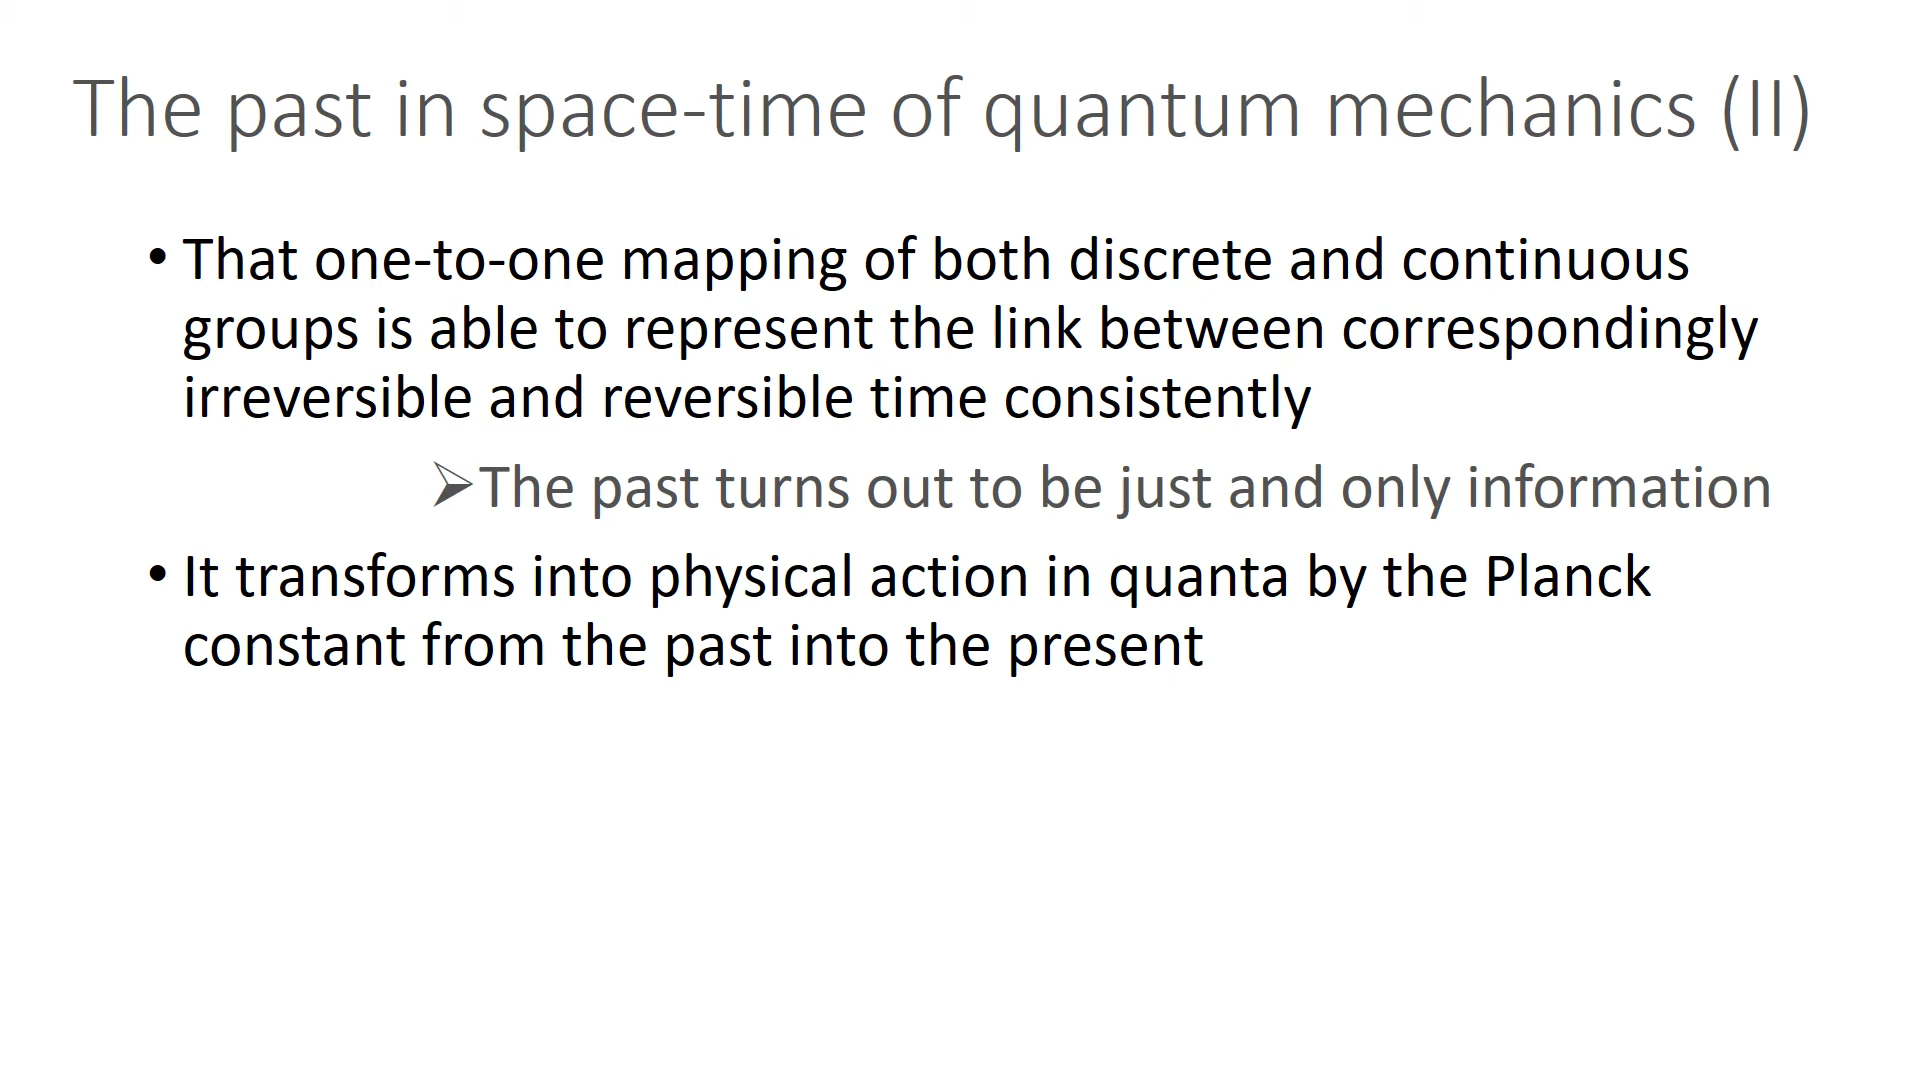 The past in space-time of quantum mechanics (II)
• That one-to-one mapping of both discrete and continuous
groups is able to represent the link between correspondingly
irreversible and reversible time consistently
➢The past turns out to be just and only information
• It transforms into physical action in quanta by the Planck
constant from the past into the present